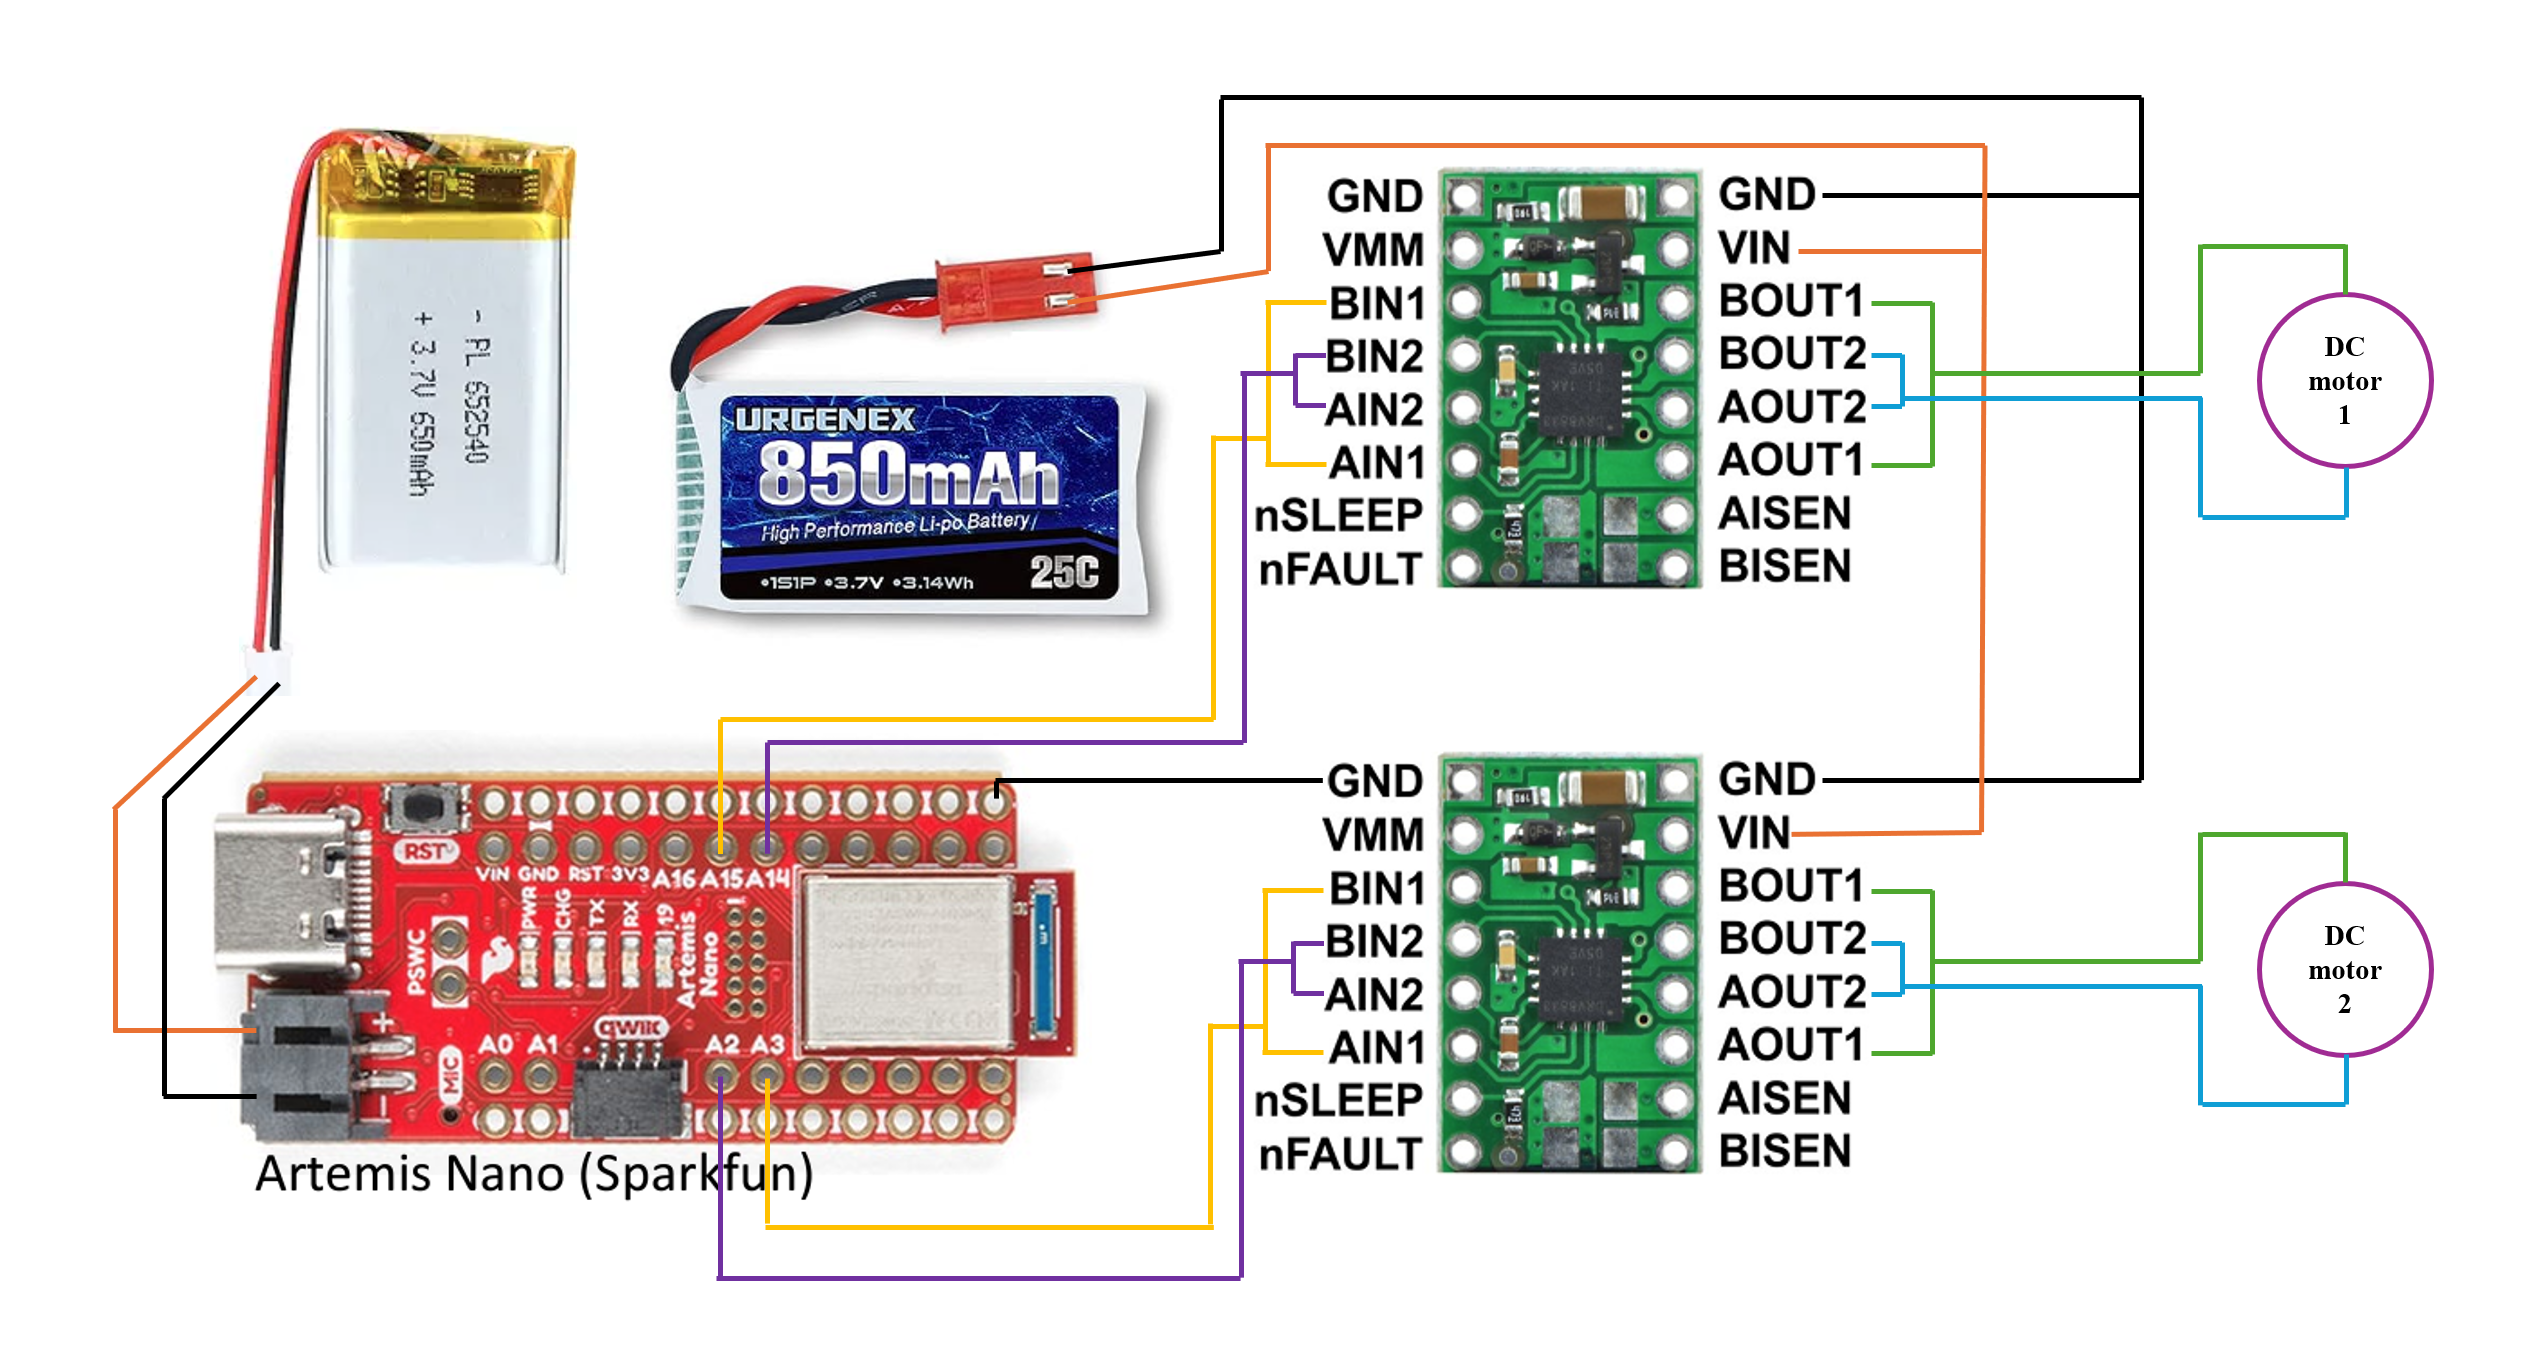 - PL 652540
+ 3.7V 650mAh
URGENEX
850mAh
High Performance Li-po Battery/
•1S1P •3.7V •3.14Wh
25C
GND
VMM
BIN1
BIN2
AIN2
AIN1
nSLEEP
nFAULT
GND
VIN
BOUT1
BOUT2
AOUT2
AOUT1
AISEN
BISEN
DC
motor
1
RST
VIN GND RST 3V3 A16 A15 A14
PWR
CHG
TX
RX
19
Artemis
Nano
PSWC
qwiic
+
-
MIC
A0 A1
A2 A3
Artemis Nano (Sparkfun)
GND
VMM
BIN1
BIN2
AIN2
AIN1
nSLEEP
nFAULT
GND
VIN
BOUT1
BOUT2
AOUT2
AOUT1
AISEN
BISEN
DC
motor
2